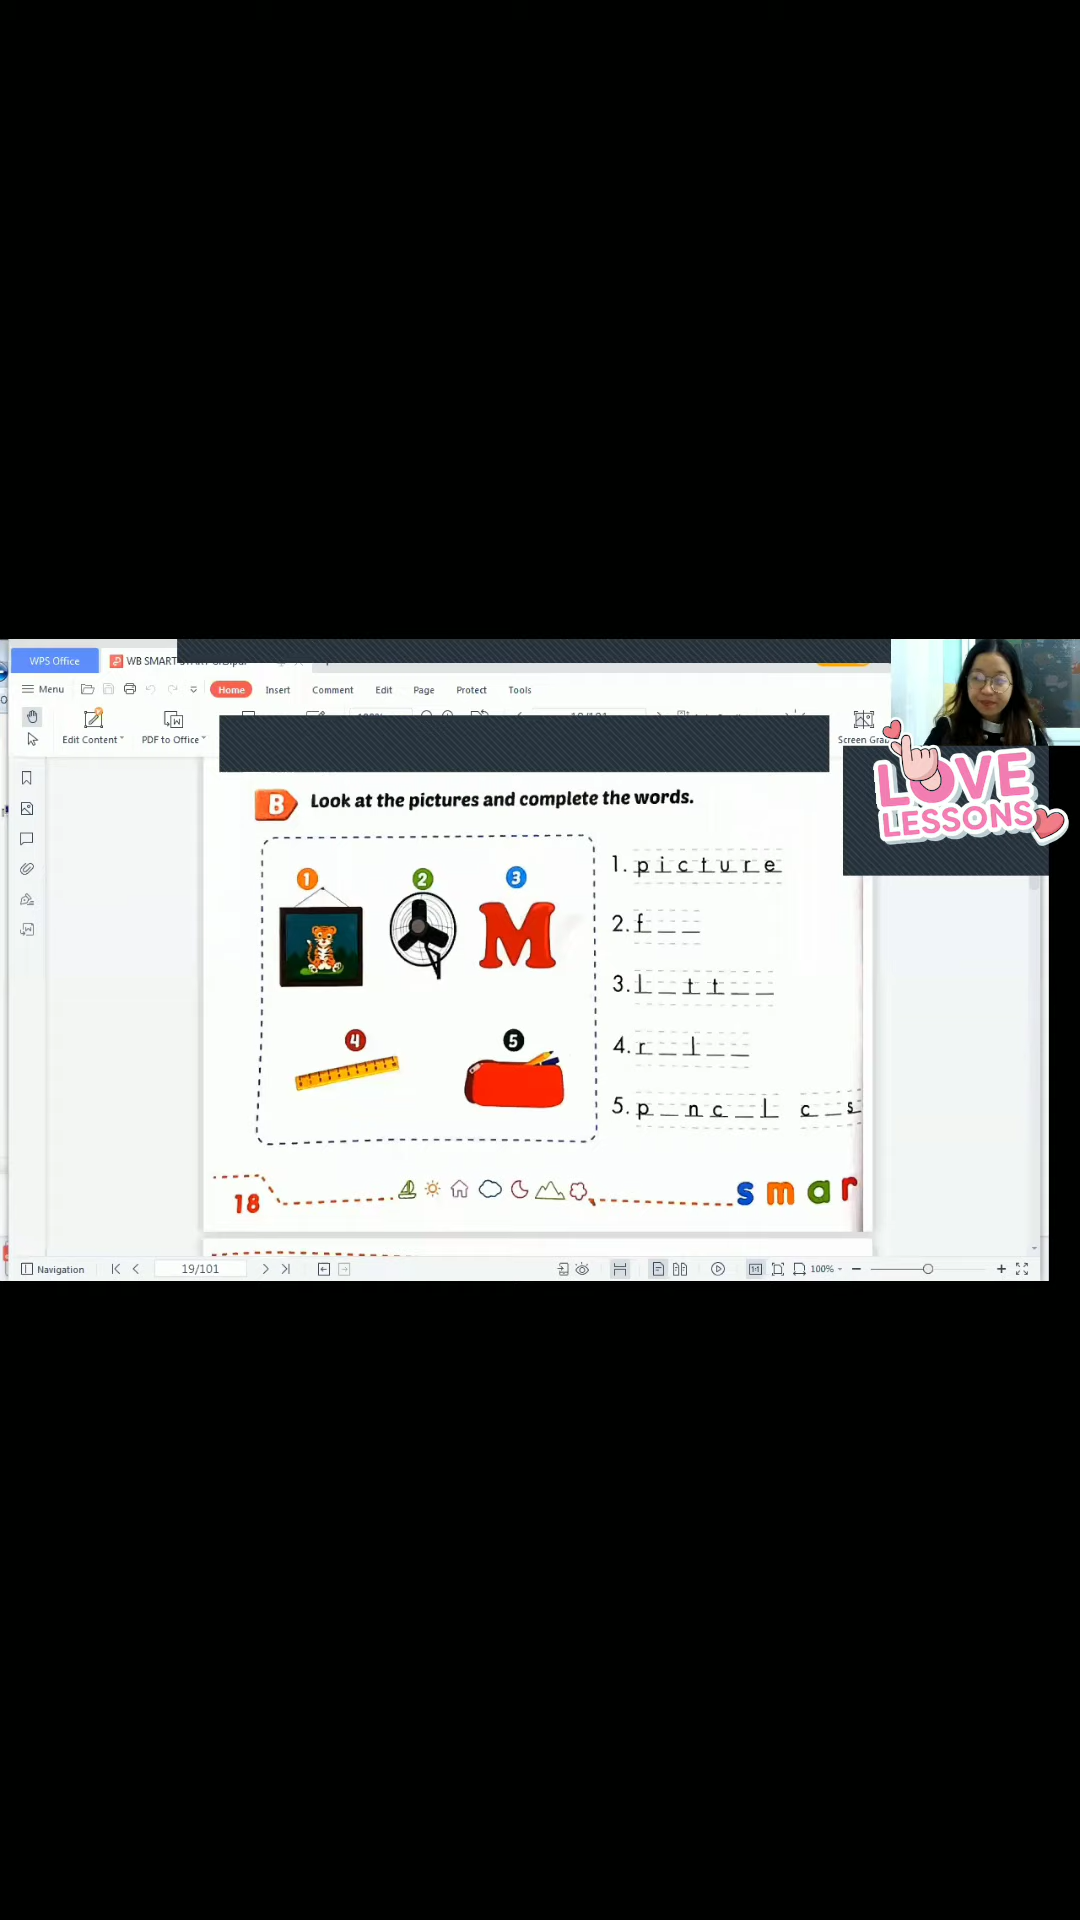 WPS Office
WB SMART
Menu
Home Insert Comment Edit Page Protect Tools
Edit Content PDF to Office
Screen Grab
LOVE
LESSONS
B Look at the pictures and complete the words.
1 2 3
4 5
M
1. picture
2. f _ _
3. l _ t t _ _
4. r _ l _ _
5. p _ n c _ l c _ s
18
smar
Navigation 19/101 1:1 100%